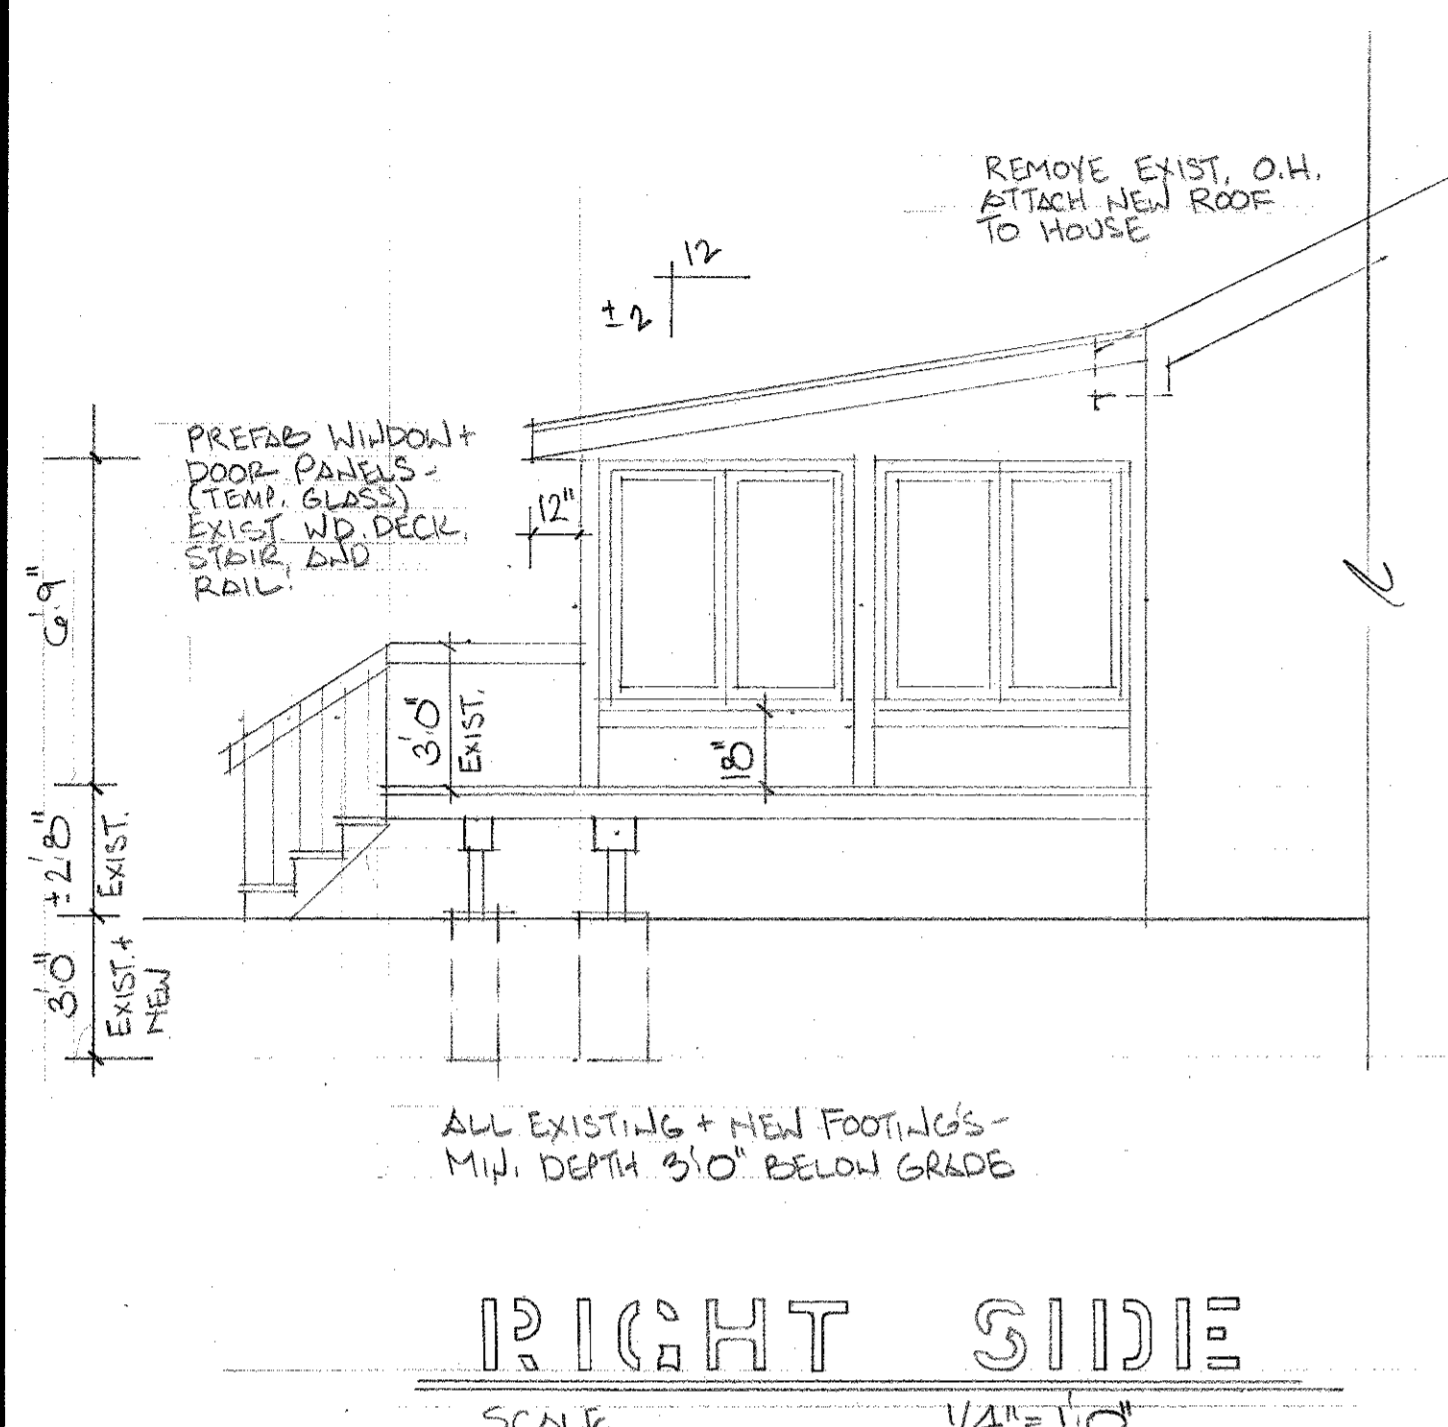 REMOVE EXIST. O.H.
ATTACH NEW ROOF
TO HOUSE
12
±2
PREFAB WINDOW +
DOOR PANELS -
(TEMP. GLASS)
EXIST. WD. DECK,
STAIR, AND
RAIL.
12"
6'9"
3'0"
EXIST.
18"
±2'8"
EXIST.
3'0"
EXIST. +
NEW
ALL EXISTING + NEW FOOTING'S -
MIN. DEPTH 3'0" BELOW GRADE
RIGHT SIDE
SCALE 1/4"=1'0"